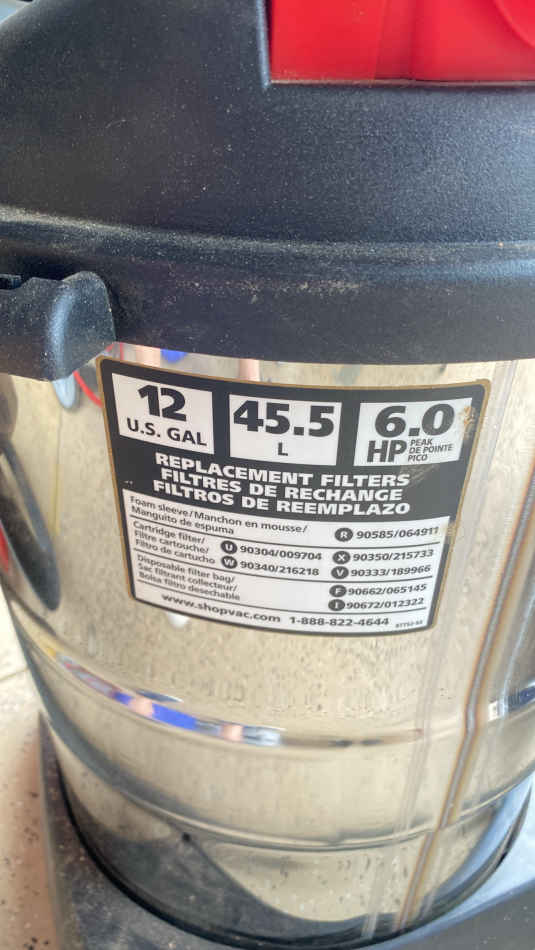 12
U.S. GAL
45.5
L
6.0
HP PEAK
DE POINTE
PICO
REPLACEMENT FILTERS
FILTRES DE RECHANGE
FILTROS DE REEMPLAZO
Foam sleeve/Manchon en mousse/
Manguito de espuma
R 90585/064911
Cartridge filter/
Filtre cartouche/
Filtro de cartucho
U 90304/009704
X 90350/215733
W 90340/216218
V 90333/189966
Disposable filter bag/
Sac filtrant collecteur/
Bolsa filtro desechable
F 90662/065145
I 90672/012322
www.shopvac.com 1-888-822-4644